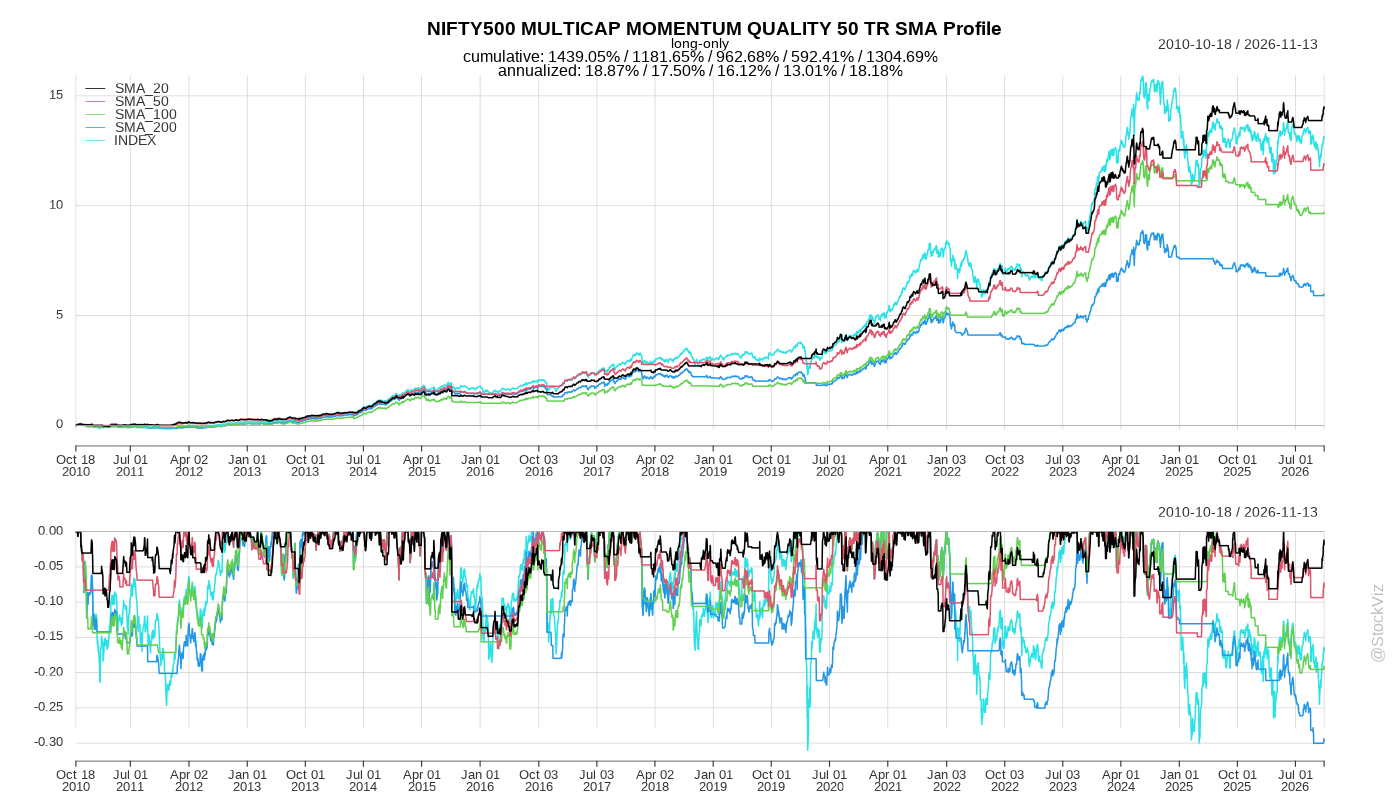 NIFTY500 MULTICAP MOMENTUM QUALITY 50 TR SMA Profile
long-only
2010-10-18 / 2026-11-13
cumulative: 1439.05% / 1181.65% / 962.68% / 592.41% / 1304.69%
annualized: 18.87% / 17.50% / 16.12% / 13.01% / 18.18%
SMA_20
SMA_50
SMA_100
SMA_200
INDEX
15
10
5
0
Oct 18 Jul 01 Apr 02 Jan 01 Oct 01 Jul 01 Apr 01 Jan 01 Oct 03 Jul 03 Apr 02 Jan 01 Oct 01 Jul 01 Apr 01 Jan 03 Oct 03 Jul 03 Apr 01 Jan 01 Oct 01 Jul 01
2010 2011 2012 2013 2013 2014 2015 2016 2016 2017 2018 2019 2019 2020 2021 2022 2022 2023 2024 2025 2025 2026
2010-10-18 / 2026-11-13
0.00
-0.05
-0.10
-0.15
-0.20
-0.25
-0.30
Oct 18 Jul 01 Apr 02 Jan 01 Oct 01 Jul 01 Apr 01 Jan 01 Oct 03 Jul 03 Apr 02 Jan 01 Oct 01 Jul 01 Apr 01 Jan 03 Oct 03 Jul 03 Apr 01 Jan 01 Oct 01 Jul 01
2010 2011 2012 2013 2013 2014 2015 2016 2016 2017 2018 2019 2019 2020 2021 2022 2022 2023 2024 2025 2025 2026
@StockViz